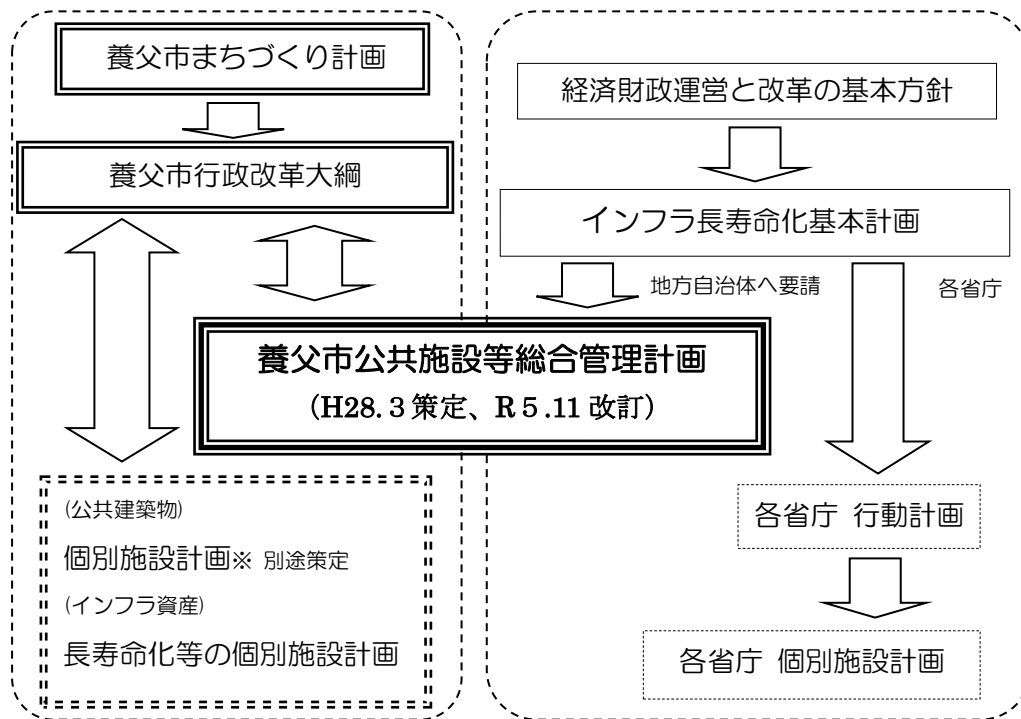 養父市まちづくり計画
養父市行政改革大綱
経済財政運営と改革の基本方針
インフラ長寿命化基本計画
地方自治体へ要請
各省庁
養父市公共施設等総合管理計画
（H28.3 策定、R５.11 改訂）
(公共建築物)
個別施設計画※ 別途策定
(インフラ資産)
長寿命化等の個別施設計画
各省庁 行動計画
各省庁 個別施設計画